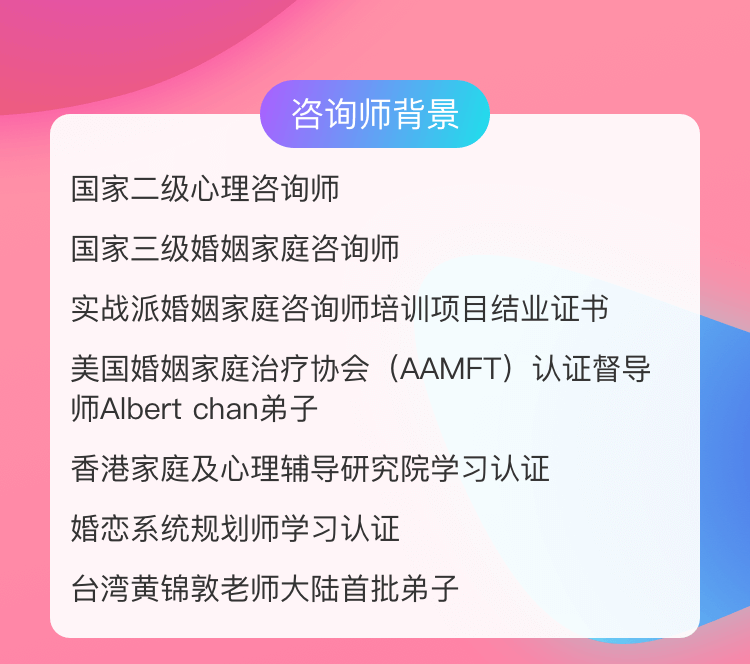 咨询师背景
国家二级心理咨询师
国家三级婚姻家庭咨询师
实战派婚姻家庭咨询师培训项目结业证书
美国婚姻家庭治疗协会（AAMFT）认证督导
师Albert chan弟子
香港家庭及心理辅导研究院学习认证
婚恋系统规划师学习认证
台湾黄锦敦老师大陆首批弟子